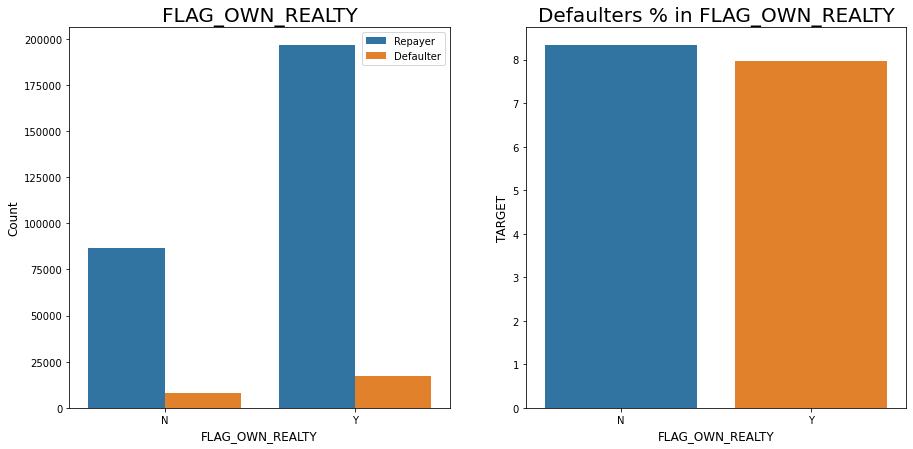 FLAG_OWN_REALTY
Repayer
Defaulter
200000
175000
150000
125000
100000
75000
50000
25000
0
Count
N Y
FLAG_OWN_REALTY
Defaulters % in FLAG_OWN_REALTY
8
7
6
5
4
3
2
1
0
TARGET
N Y
FLAG_OWN_REALTY